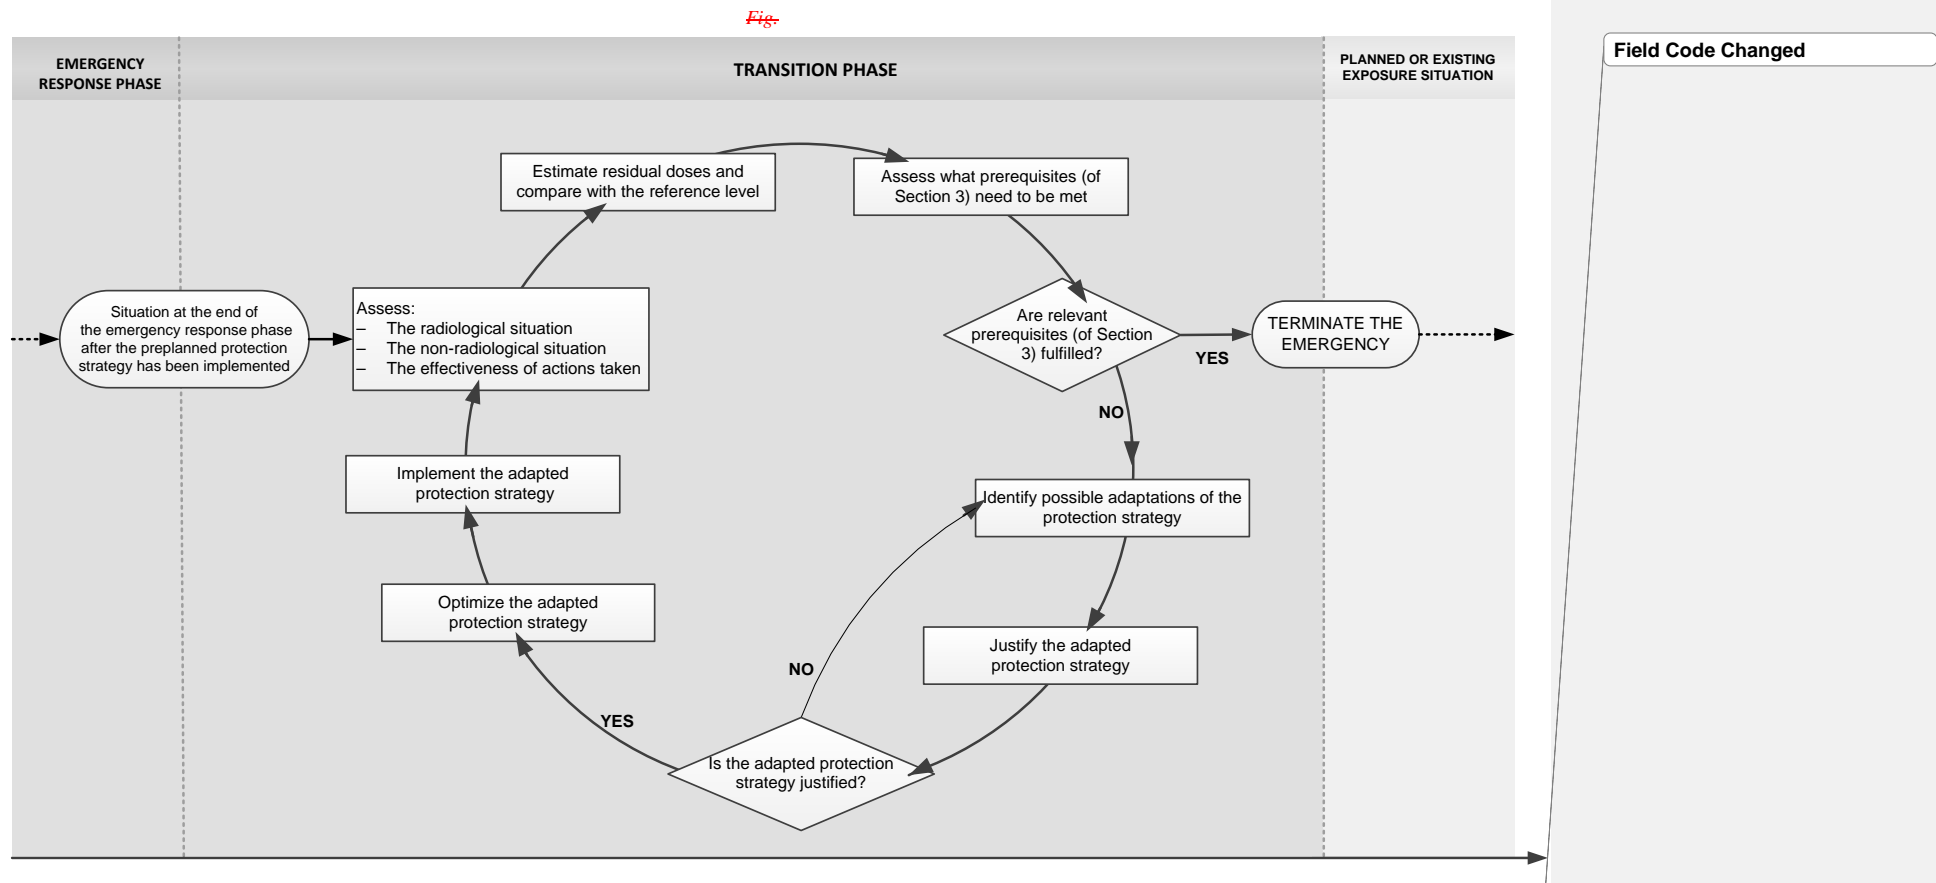 Fig.
Field Code Changed
EMERGENCY
RESPONSE PHASE
TRANSITION PHASE
PLANNED OR EXISTING
EXPOSURE SITUATION
Estimate residual doses and
compare with the reference level
Assess what prerequisites (of
Section 3) need to be met
Situation at the end of
the emergency response phase
after the preplanned protection
strategy has been implemented
Assess:
– The radiological situation
– The non-radiological situation
– The effectiveness of actions taken
Are relevant
prerequisites (of Section
3) fulfilled?
YES
TERMINATE THE
EMERGENCY
NO
Implement the adapted
protection strategy
Identify possible adaptations of the
protection strategy
Optimize the adapted
protection strategy
Justify the adapted
protection strategy
NO
YES
Is the adapted protection
strategy justified?